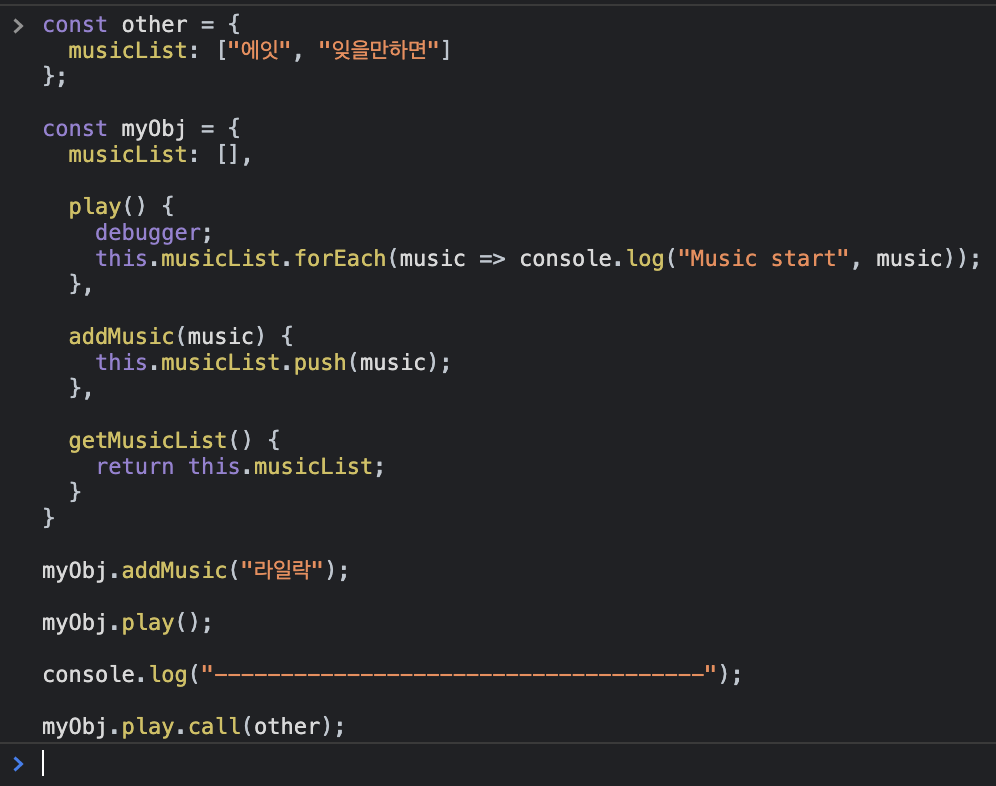 > const other = {
  musicList: ["에잇", "잊을만하면"]
};

const myObj = {
  musicList: [],

  play() {
    debugger;
    this.musicList.forEach(music => console.log("Music start", music));
  },

  addMusic(music) {
    this.musicList.push(music);
  },

  getMusicList() {
    return this.musicList;
  }
}

myObj.addMusic("라일락");

myObj.play();

console.log("-------------------------------------");

myObj.play.call(other);
>